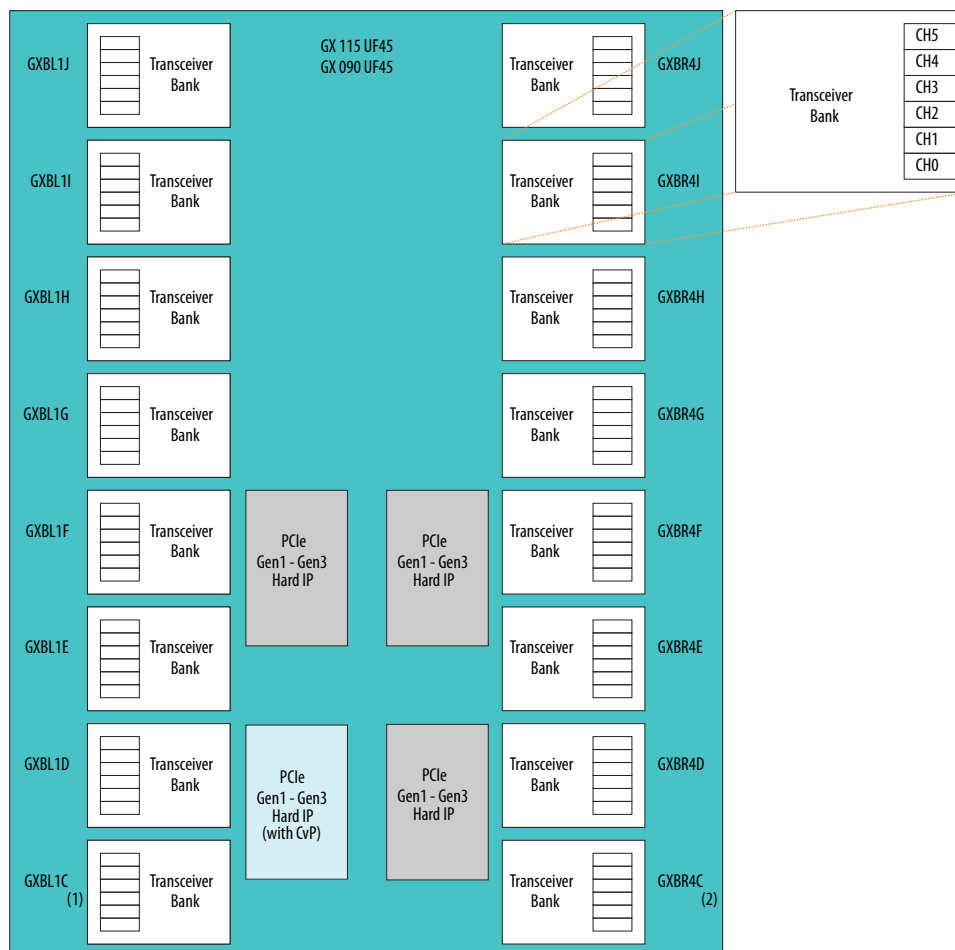 GX 115 UF45
GX 090 UF45
GXBL1J
Transceiver
Bank
Transceiver
Bank
GXBR4J
Transceiver
Bank
CH5
CH4
CH3
CH2
CH1
CH0
GXBL1I
Transceiver
Bank
Transceiver
Bank
GXBR4I
GXBL1H
Transceiver
Bank
Transceiver
Bank
GXBR4H
GXBL1G
Transceiver
Bank
Transceiver
Bank
GXBR4G
GXBL1F
Transceiver
Bank
PCIe
Gen1 - Gen3
Hard IP
PCIe
Gen1 - Gen3
Hard IP
Transceiver
Bank
GXBR4F
GXBL1E
Transceiver
Bank
Transceiver
Bank
GXBR4E
GXBL1D
Transceiver
Bank
PCIe
Gen1 - Gen3
Hard IP
(with CvP)
PCIe
Gen1 - Gen3
Hard IP
Transceiver
Bank
GXBR4D
GXBL1C
(1)
Transceiver
Bank
Transceiver
Bank
GXBR4C
(2)